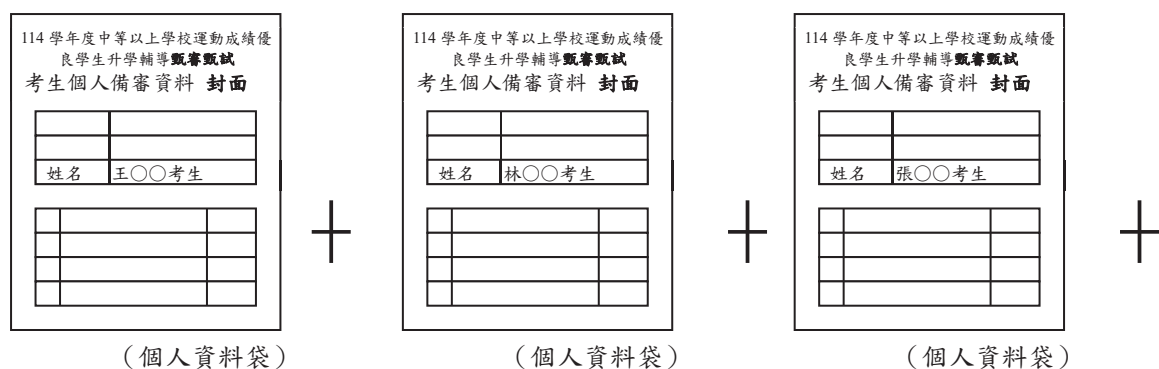 114 學年度中等以上學校運動成績優
良學生升學輔導甄審甄試
考生個人備審資料 封面
姓名 王○○考生
（個人資料袋）
+
114 學年度中等以上學校運動成績優
良學生升學輔導甄審甄試
考生個人備審資料 封面
姓名 林○○考生
（個人資料袋）
+
114 學年度中等以上學校運動成績優
良學生升學輔導甄審甄試
考生個人備審資料 封面
姓名 張○○考生
（個人資料袋）
+